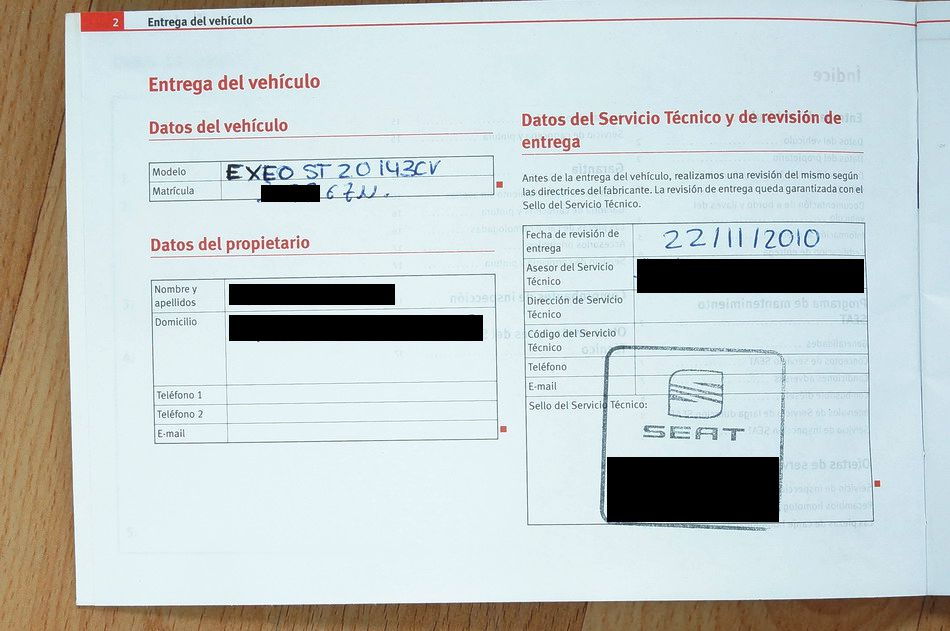 2 Entrega del vehículo
Entrega del vehículo
Datos del vehículo
Modelo EXEO ST 2.0 143CV
Matrícula
Datos del propietario
Nombre y
apellidos
Domicilio
Teléfono 1
Teléfono 2
E-mail
Datos del Servicio Técnico y de revisión de
entrega
Antes de la entrega del vehículo, realizamos una revisión del mismo según
las directrices del fabricante. La revisión de entrega queda garantizada con el
Sello del Servicio Técnico.
Fecha de revisión de
entrega 22/11/2010
Asesor del Servicio
Técnico
Dirección de Servicio
Técnico
Código del Servicio
Técnico
Teléfono
E-mail
Sello del Servicio Técnico:
SEAT